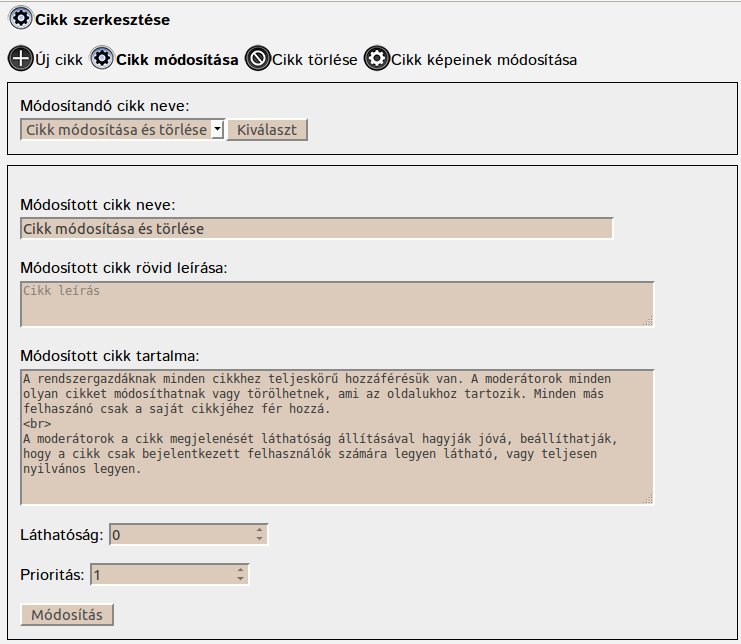 Cikk szerkesztése
Új cikk Cikk módosítása Cikk törlése Cikk képeinek módosítása
Módosítandó cikk neve:
Cikk módosítása és törlése Kiválaszt
Módosított cikk neve:
Cikk módosítása és törlése
Módosított cikk rövid leírása:
Cikk leírás
Módosított cikk tartalma:
A rendszergazdáknak minden cikkhez teljeskörű hozzáférésük van. A moderátorok minden
olyan cikket módosíthatnak vagy törölhetnek, ami az oldalukhoz tartozik. Minden más
felhaszánó csak a saját cikkjéhez fér hozzá.
<br>
A moderátorok a cikk megjelenését láthatóság állításával hagyják jóvá, beállíthatják,
hogy a cikk csak bejelentkezett felhasználók számára legyen látható, vagy teljesen
nyilvános legyen.
Láthatóság: 0
Prioritás: 1
Módosítás